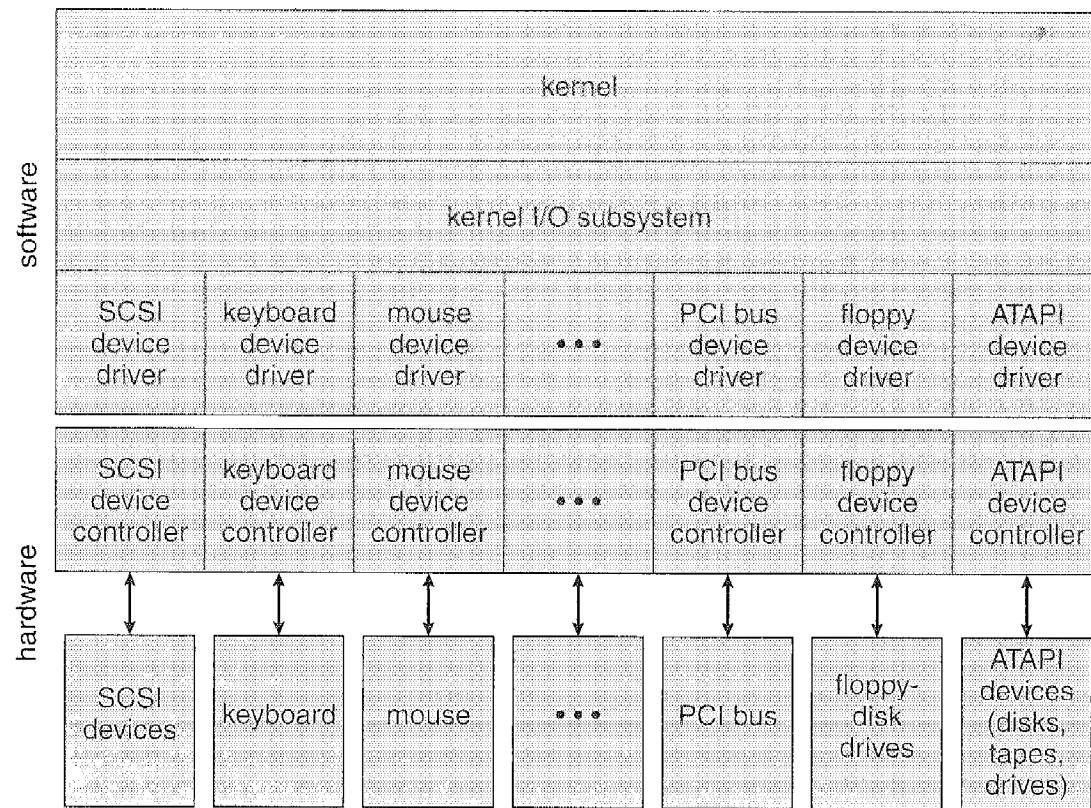 kernel
software
kernel I/O subsystem
SCSI
device
driver
keyboard
device
driver
mouse
device
driver
•••
PCI bus
device
driver
floppy
device
driver
ATAPI
device
driver
hardware
SCSI
device
controller
keyboard
device
controller
mouse
device
controller
•••
PCI bus
device
controller
floppy
device
controller
ATAPI
device
controller
SCSI
devices
keyboard
mouse
•••
PCI bus
floppy-
disk
drives
ATAPI
devices
(disks,
tapes,
drives)